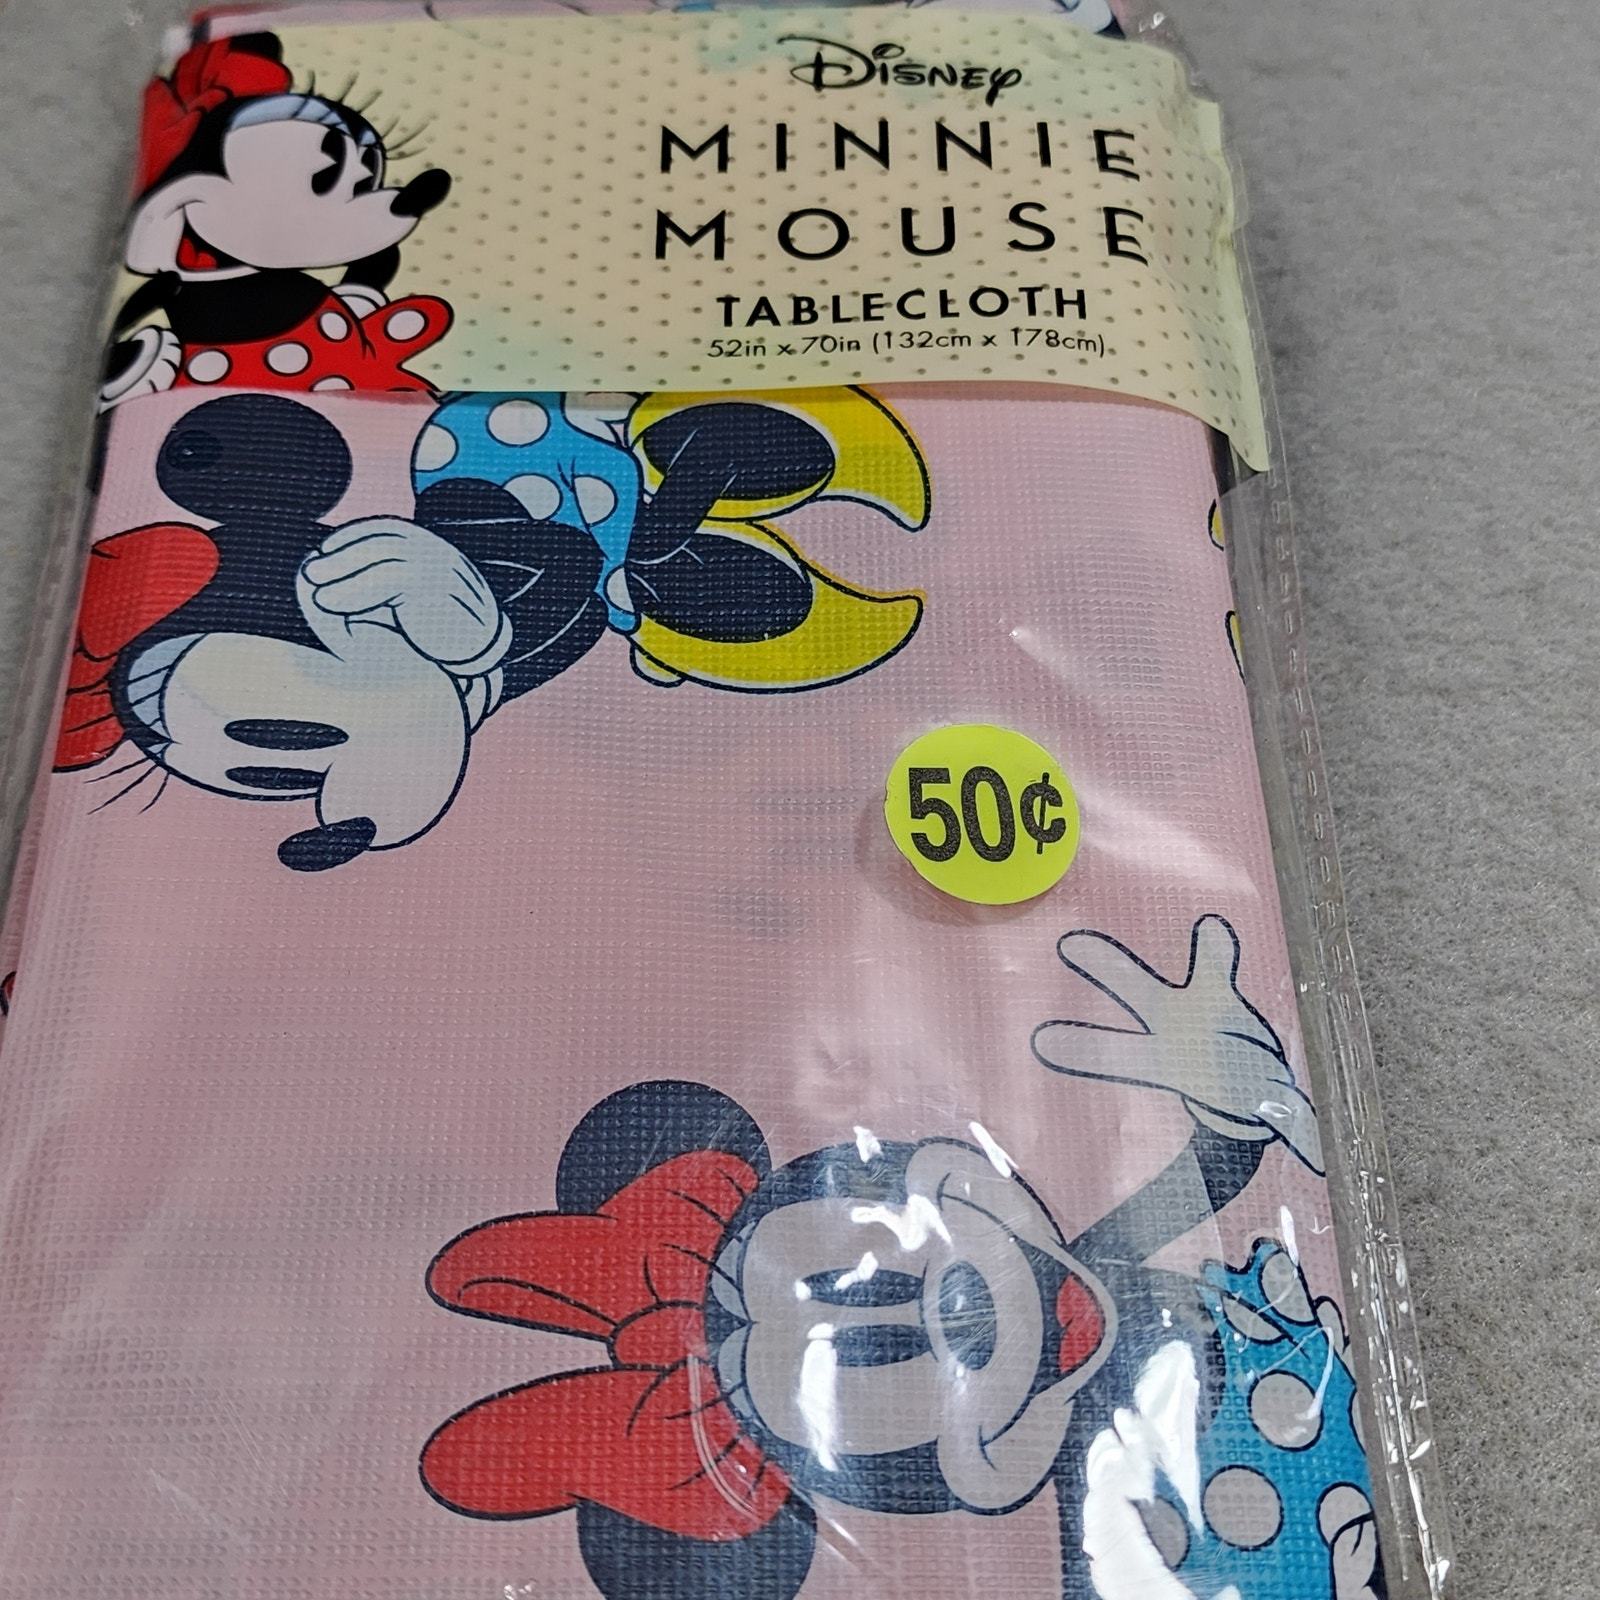 Disney
MINNIE
MOUSE
TABLECLOTH
52in x 70in (132cm x 178cm)
50¢